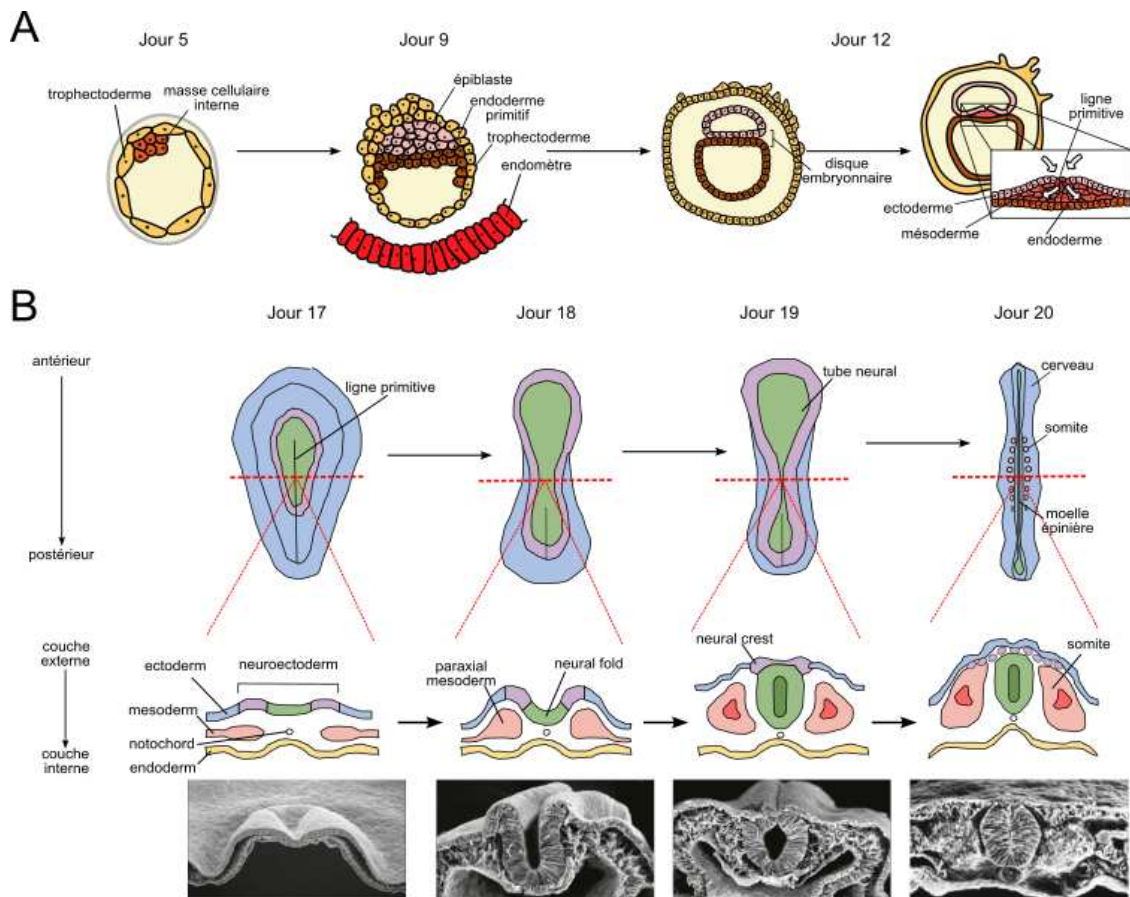 A
Jour 5
Jour 9
Jour 12
trophectoderme
masse cellulaire
interne
épiblaste
endoderme
primitif
trophectoderme
endomètre
disque
embryonnaire
ligne
primitive
ectoderme
mésoderme
endoderme
B
Jour 17
Jour 18
Jour 19
Jour 20
antérieur
postérieur
ligne primitive
tube neural
cerveau
somite
moelle
épinière
couche
externe
couche
interne
ectoderm
neuroectoderm
mesoderm
notochord
endoderm
paraxial
mesoderm
neural fold
neural crest
somite